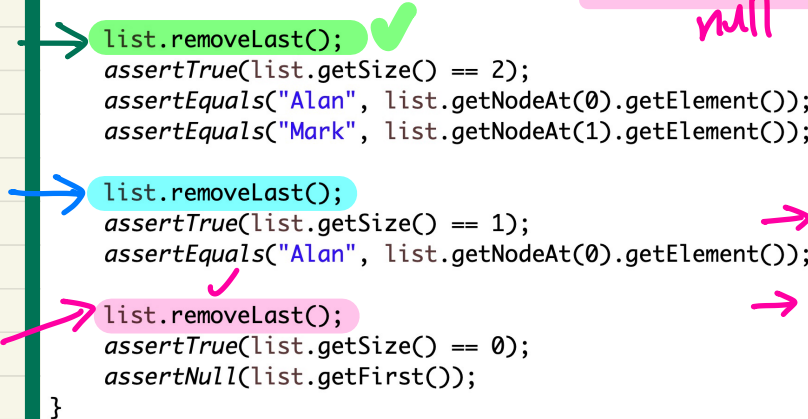 null
list.removeLast();
assertTrue(list.getSize() == 2);
assertEquals("Alan", list.getNodeAt(0).getElement());
assertEquals("Mark", list.getNodeAt(1).getElement());
list.removeLast();
assertTrue(list.getSize() == 1);
assertEquals("Alan", list.getNodeAt(0).getElement());
list.removeLast();
assertTrue(list.getSize() == 0);
assertNull(list.getFirst());
}